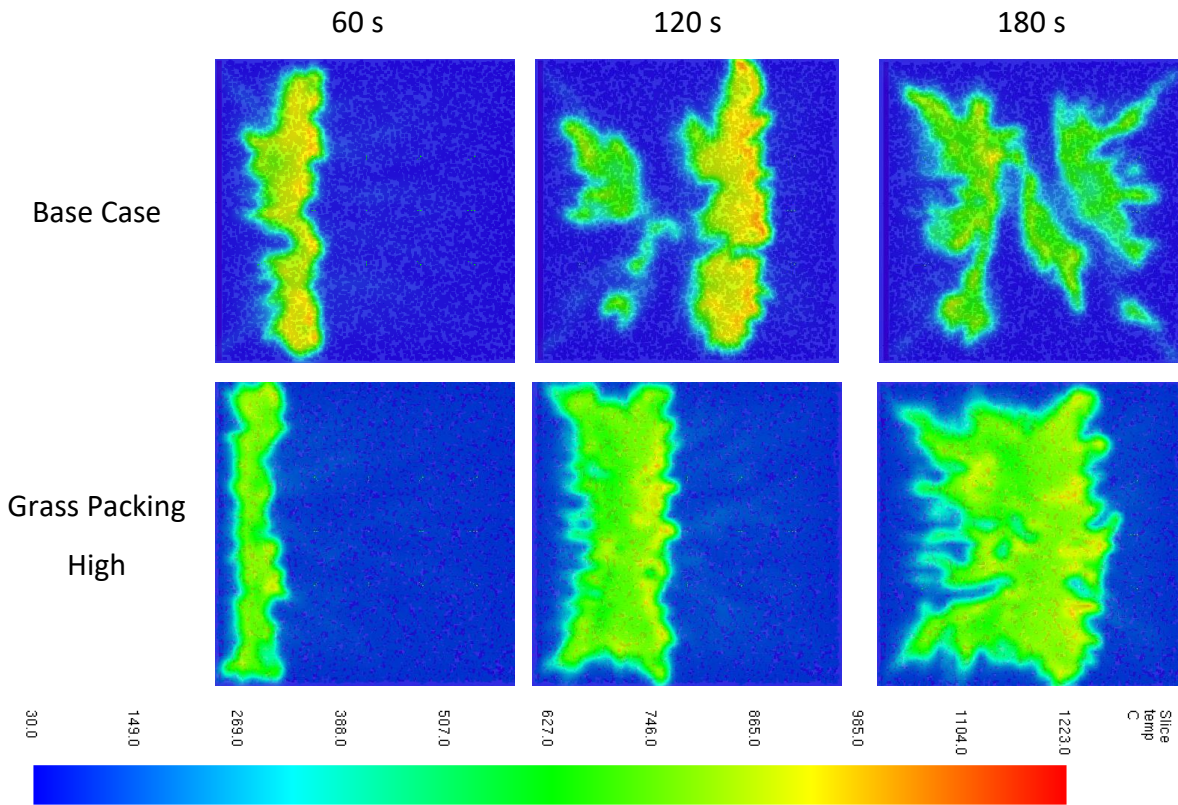 60 s
120 s
180 s
Base Case
Grass Packing
High
30.0
149.0
269.0
388.0
507.0
627.0
746.0
865.0
985.0
1104.0
1223.0
Slice
temp
C